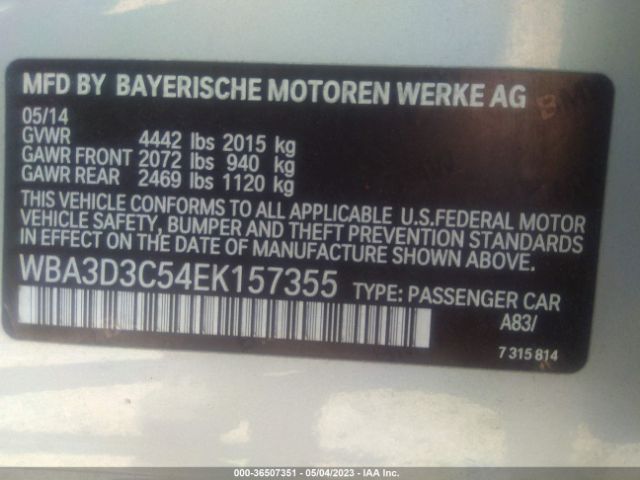 MFD BY BAYERISCHE MOTOREN WERKE AG
05/14
GVWR 4442 lbs 2015 kg
GAWR FRONT 2072 lbs 940 kg
GAWR REAR 2469 lbs 1120 kg
THIS VEHICLE CONFORMS TO ALL APPLICABLE U.S.FEDERAL MOTOR
VEHICLE SAFETY, BUMPER AND THEFT PREVENTION STANDARDS
IN EFFECT ON THE DATE OF MANUFACTURE SHOWN ABOVE.
WBA3D3C54EK157355 TYPE: PASSENGER CAR
A83/
7 315 814
000-36507351 - 05/04/2023 - IAA Inc.